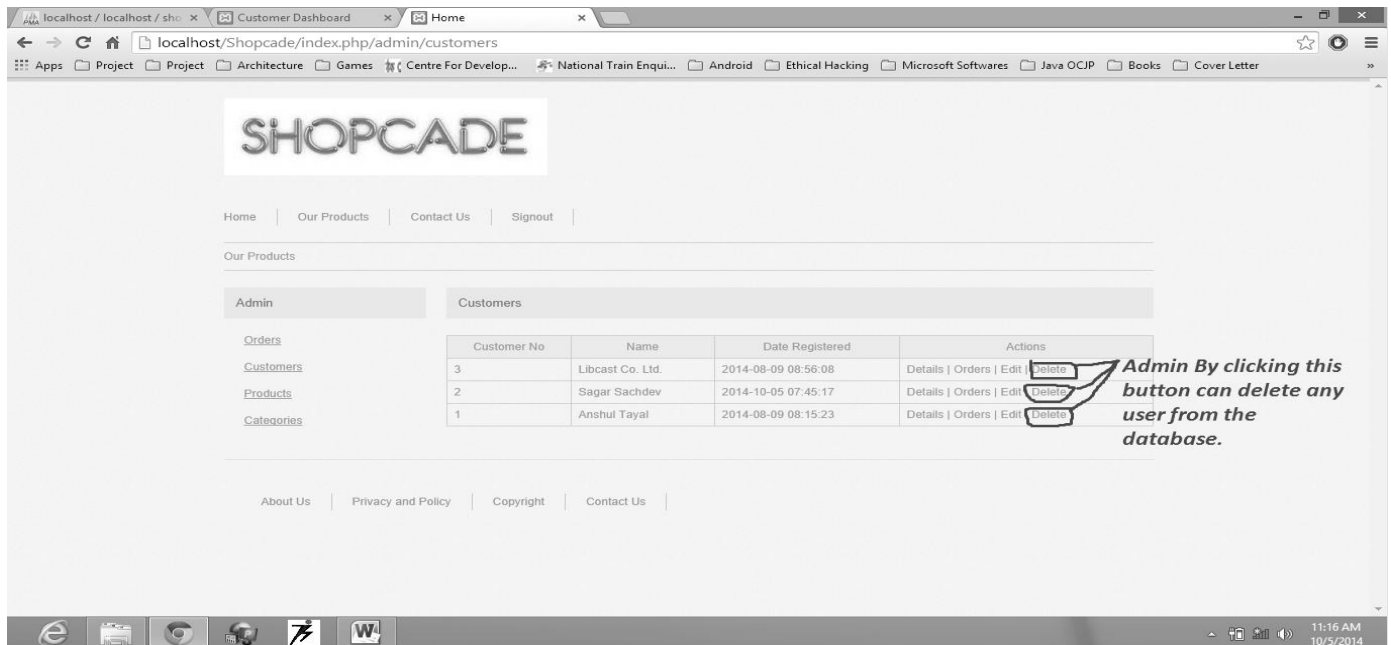 localhost / localhost / sho
Customer Dashboard
Home
localhost/Shopcade/index.php/admin/customers
Apps Project Project Architecture Games Centre For Develop... National Train Enqui... Android Ethical Hacking Microsoft Softwares Java OCJP Books Cover Letter »
SHOPCADE
Home Our Products Contact Us Signout
Our Products
Admin
Orders
Customers
Products
Categories
Customers
Customer No Name Date Registered Actions
3 Libcast Co. Ltd. 2014-08-09 08:56:08 Details | Orders | Edit | Delete
2 Sagar Sachdev 2014-10-05 07:45:17 Details | Orders | Edit | Delete
1 Anshul Tayal 2014-08-09 08:15:23 Details | Orders | Edit | Delete
Admin By clicking this
button can delete any
user from the
database.
About Us Privacy and Policy Copyright Contact Us
11:16 AM
10/5/2014